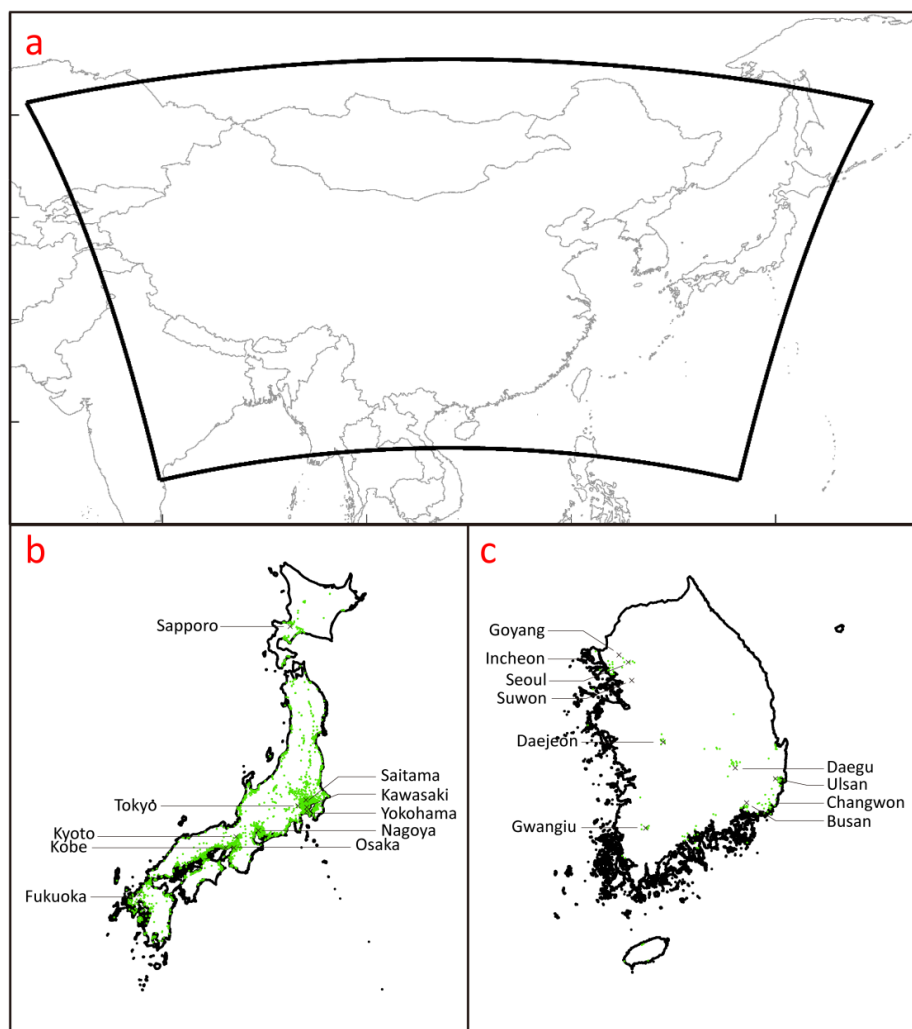 a
b
Sapporo
Saitama
Kawasaki
Tokyo
Yokohama
Nagoya
Kyoto
Kobe
Osaka
Fukuoka
c
Goyang
Incheon
Seoul
Suwon
Daejeon
Daegu
Ulsan
Changwon
Busan
Gwangiu